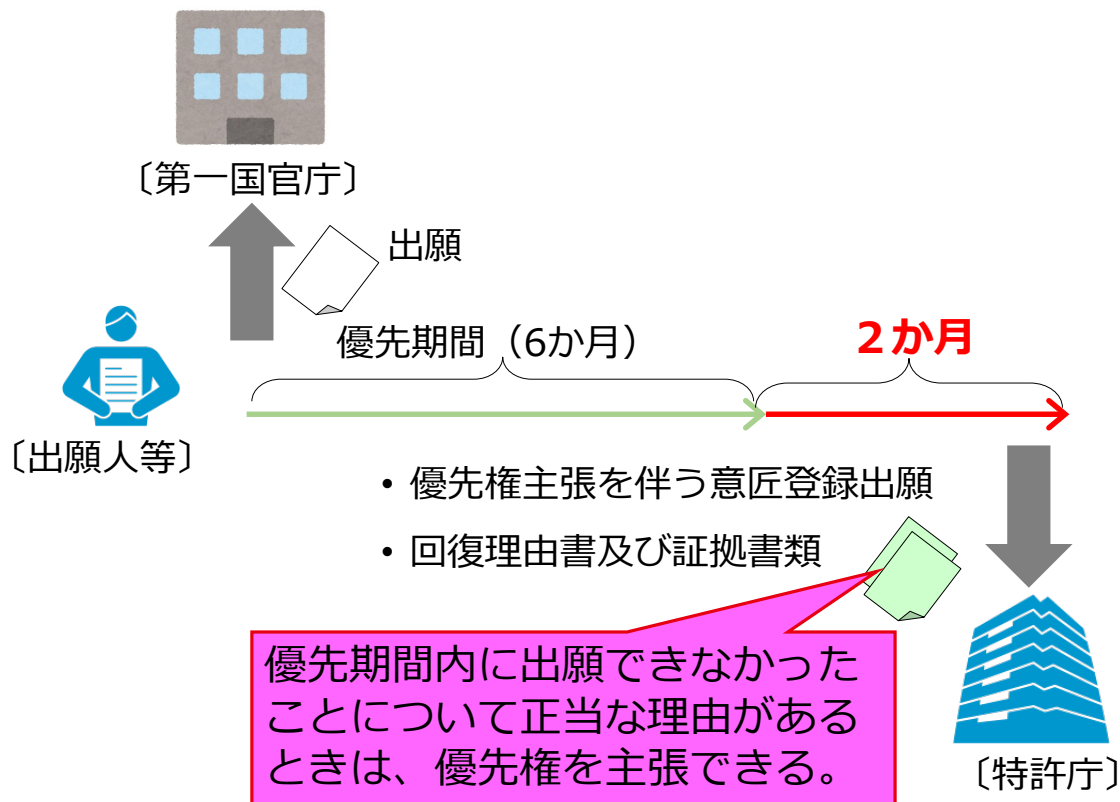 〔第一国官庁〕
出願
優先期間（6か月）
２か月
〔出願人等〕
• 優先権主張を伴う意匠登録出願
• 回復理由書及び証拠書類
優先期間内に出願できなかった
ことについて正当な理由がある
ときは、優先権を主張できる。
〔特許庁〕